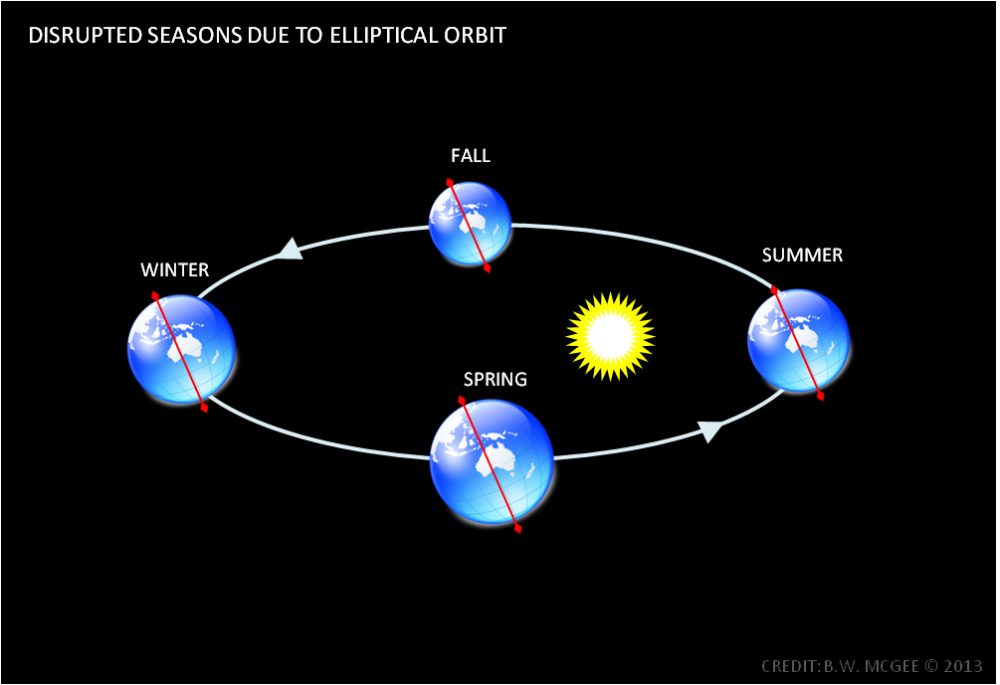 DISRUPTED SEASONS DUE TO ELLIPTICAL ORBIT
FALL
SUMMER
WINTER
SPRING
CREDIT: B.W. MCGEE © 2013